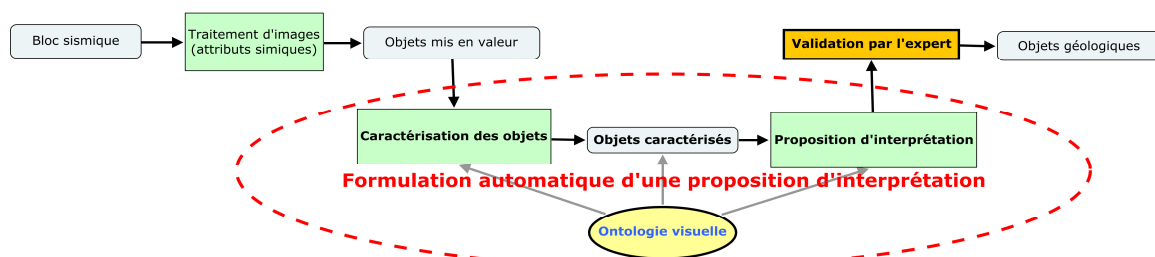 Bloc sismique
Traitement d'images
(attributs simiques)
Objets mis en valeur
Validation par l'expert
Objets géologiques
Caractérisation des objets
Objets caractérisés
Proposition d'interprétation
Formulation automatique d'une proposition d'interprétation
Ontologie visuelle